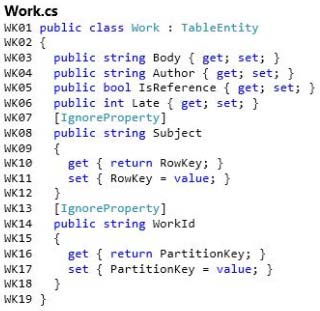 Work.cs
WK01 public class Work : TableEntity
WK02 {
WK03   public string Body { get; set; }
WK04   public string Author { get; set; }
WK05   public bool IsReference { get; set; }
WK06   public int Late { get; set; }
WK07   [IgnoreProperty]
WK08   public string Subject
WK09   {
WK10     get { return RowKey; }
WK11     set { RowKey = value; }
WK12   }
WK13   [IgnoreProperty]
WK14   public string WorkId
WK15   {
WK16     get { return PartitionKey; }
WK17     set { PartitionKey = value; }
WK18   }
WK19 }